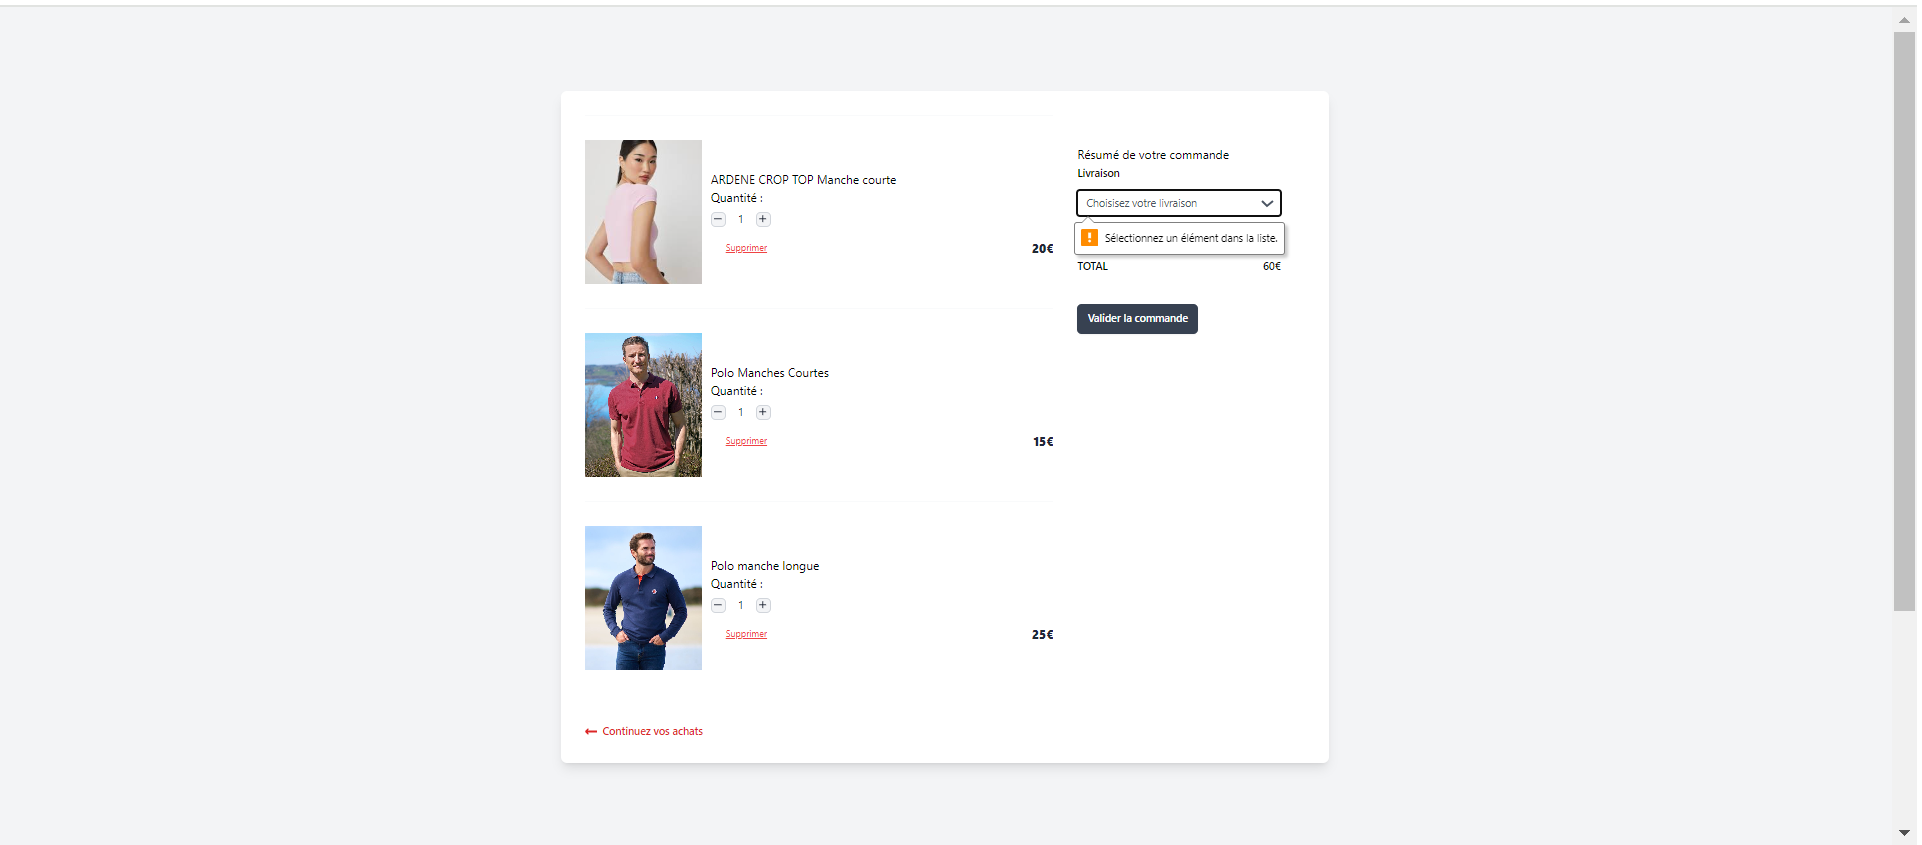 ARDENE CROP TOP Manche courte
Quantité :
1
Supprimer
20€
Polo Manches Courtes
Quantité :
1
Supprimer
15€
Polo manche longue
Quantité :
1
Supprimer
25€
Continuez vos achats
Résumé de votre commande
Livraison
Choisisez votre livraison
Sélectionnez un élément dans la liste.
TOTAL 60€
Valider la commande